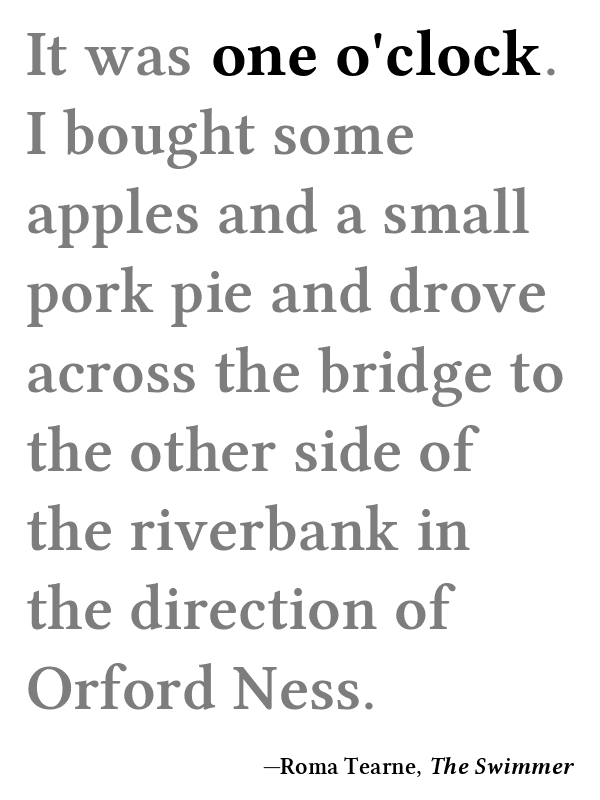 It was one o'clock.
I bought some
apples and a small
pork pie and drove
across the bridge to
the other side of
the riverbank in
the direction of
Orford Ness.
—Roma Tearne, The Swimmer